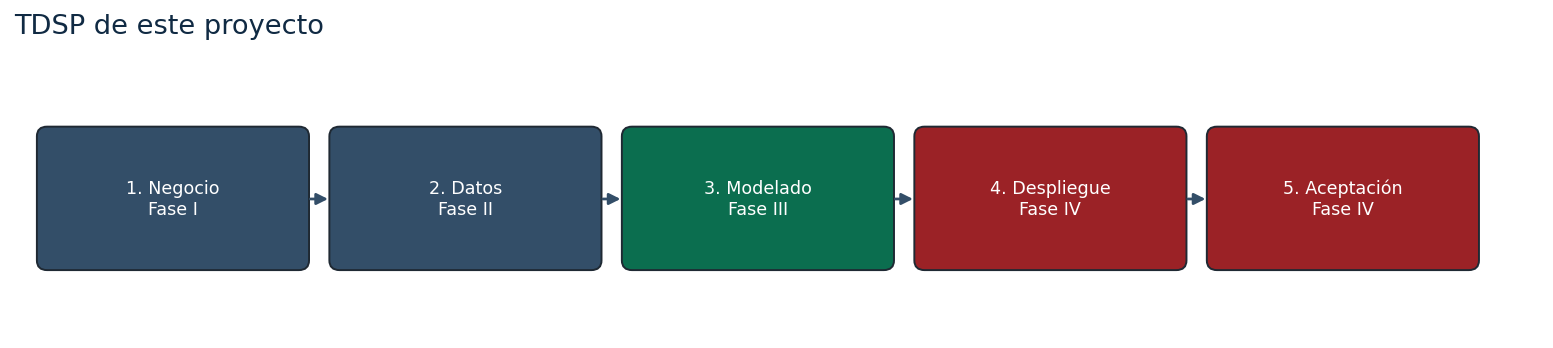 TDSP de este proyecto
1. Negocio
Fase I
2. Datos
Fase II
3. Modelado
Fase III
4. Despliegue
Fase IV
5. Aceptación
Fase IV